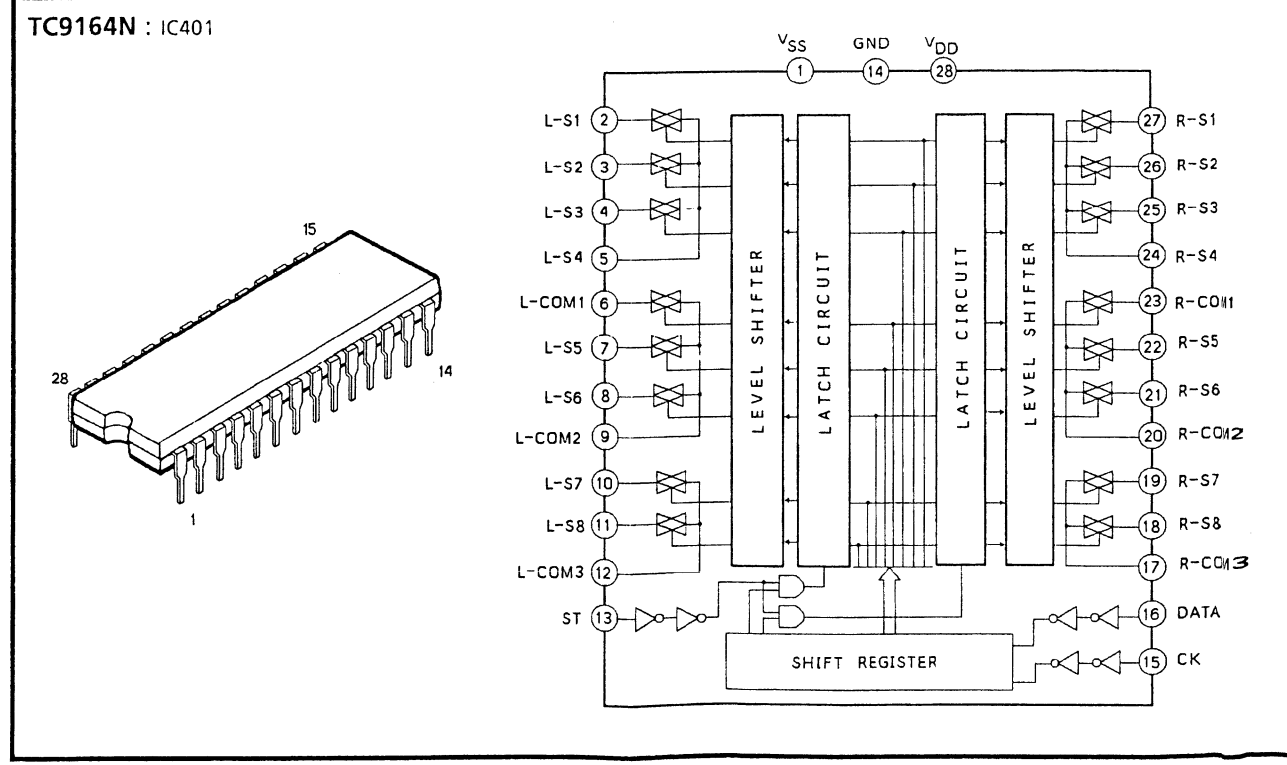 TC9164N : IC401
VSS GND VDD
1 14 28
L-S1 2
L-S2 3
L-S3 4
L-S4 5
L-COM1 6
L-S5 7
L-S6 8
L-COM2 9
L-S7 10
L-S8 11
L-COM3 12
ST 13
LEVEL SHIFTER
LATCH CIRCUIT
LATCH CIRCUIT
LEVEL SHIFTER
27 R-S1
26 R-S2
25 R-S3
24 R-S4
23 R-COM1
22 R-S5
21 R-S6
20 R-COM2
19 R-S7
18 R-S8
17 R-COM3
16 DATA
15 CK
SHIFT REGISTER
15
28
14
1